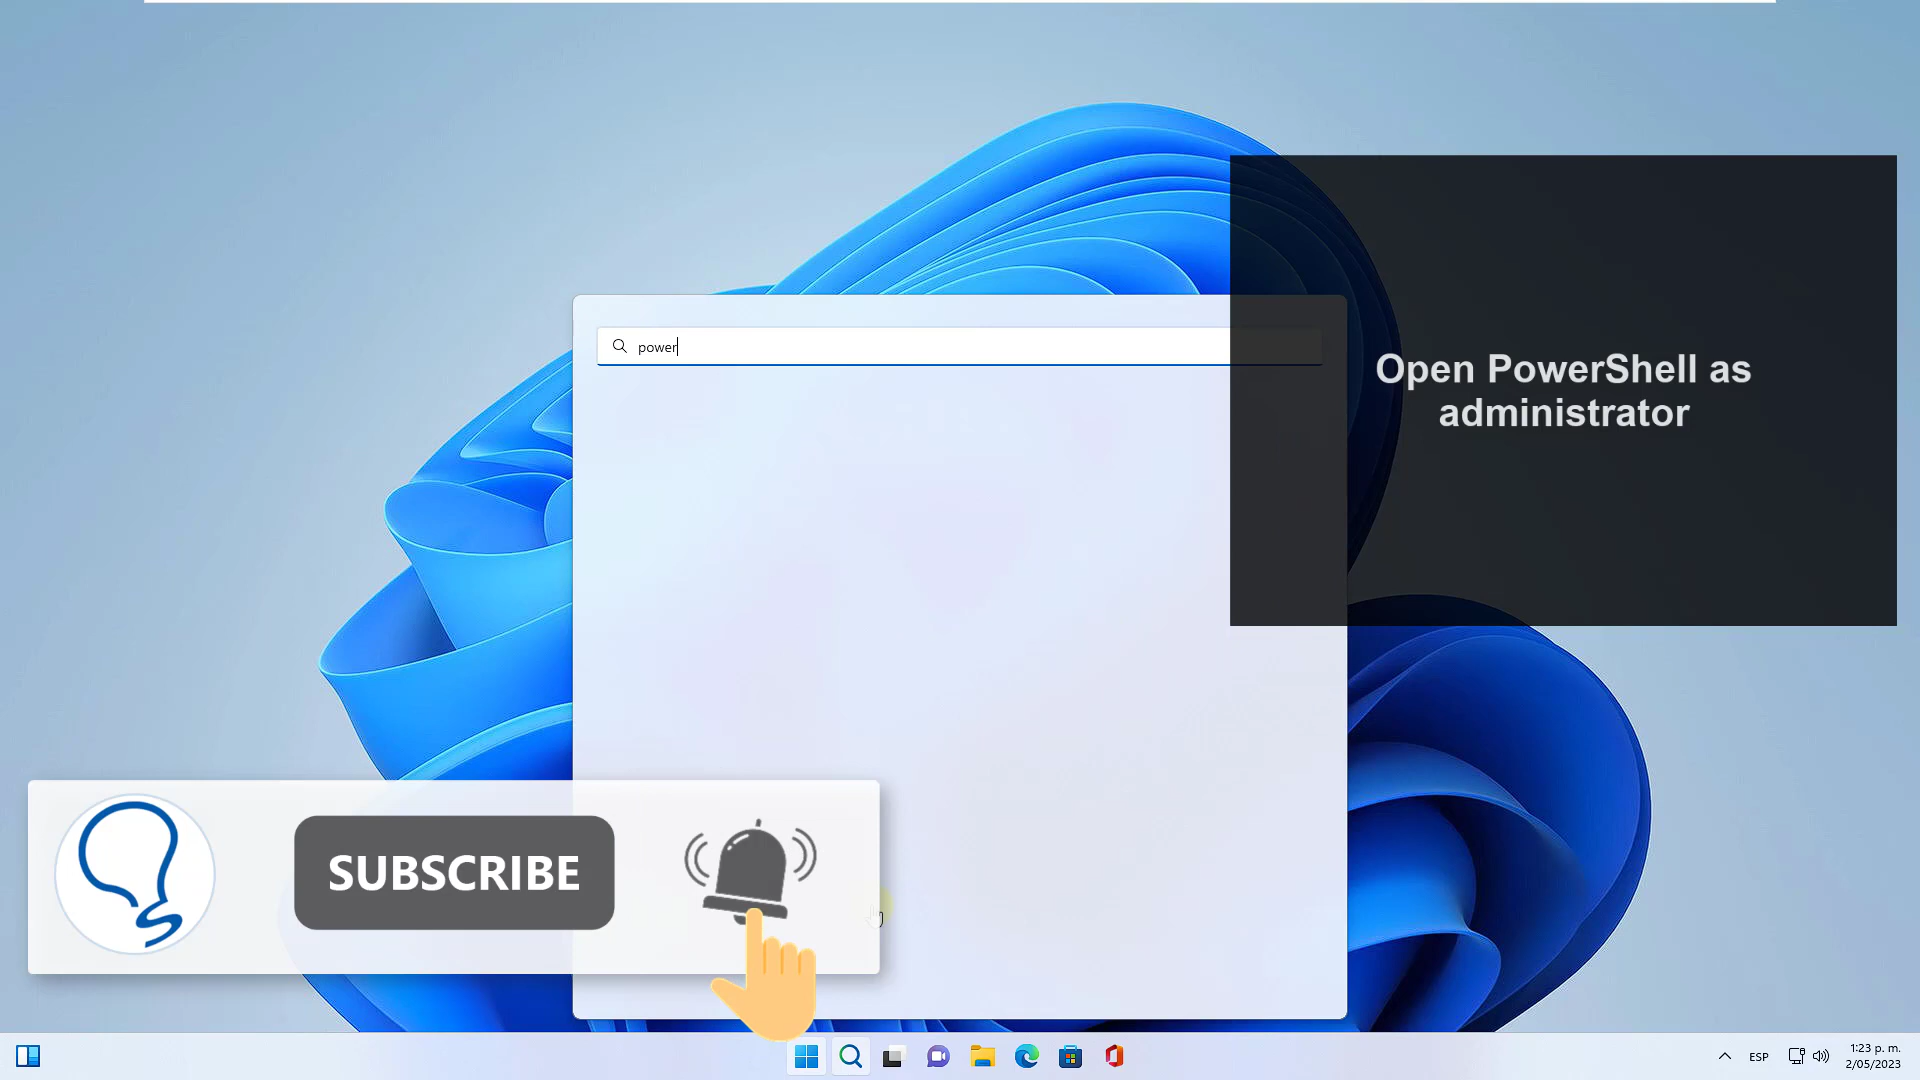 power
Open PowerShell as
administrator
SUBSCRIBE
ESP
1:23 p. m.
2/05/2023